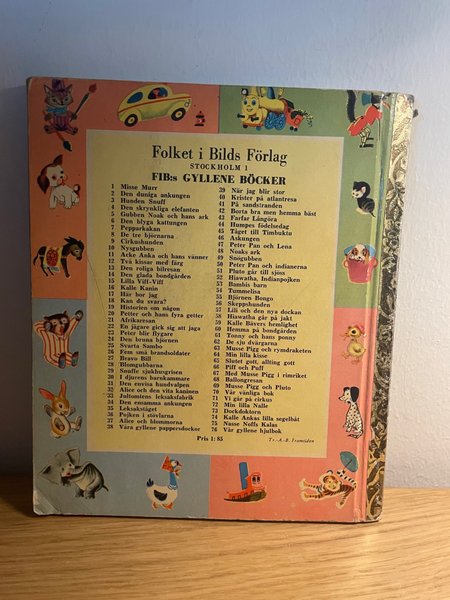 Folket i Bilds Förlag
STOCKHOLM 1
FIB:s GYLLENE BÖCKER
1 Misse Murr
2 Den duniga ankungen
3 Hunden Snuff
4 Den skrynkliga elefanten
5 Gubben Noak och hans ark
6 Den blyga kattungen
7 Pepparkakan
8 De tre björnarna
9 Cirkushunden
10 Nysgubben
11 Acke Anka och hans vänner
12 Två kissar med färg
13 Den roliga bilresan
14 Den glada bondgården
15 Lilla Viff-Viff
16 Kalle Kanin
17 Här bor jag
18 Kan du svara?
19 Historien om någon
20 Petter och hans fyra getter
21 Afrikaresan
22 En jägare gick sig att jaga
23 Peter blir flygare
24 Den bruna björnen
25 Svarta Sambo
26 Fem små brandsoldater
27 Bravo Bill
28 Blomgubbarna
29 Snälle sjukhusgrisen
30 I djurens barnkammare
31 Den envisa hundvalpen
32 Alice och den vita kaninen
33 Jultomtens leksaksfabrik
34 Den ensamma ankungen
35 Leksakståget
36 Pojken i stövlarna
37 Alice och blommorna
38 Våra gyllene pappersdockor
39 När jag blir stor
40 Krister på atlantresa
41 På sandstranden
42 Borta bra men hemma bäst
43 Farfar Långöra
44 Humpes födelsedag
45 Tåget till Timbuktu
46 Askungen
47 Peter Pan och Lena
48 Noaks ark
49 Snögubben
50 Peter Pan och indianerna
51 Pluto går till sjöss
52 Hiawatha, Indianpojken
53 Bambis barn
54 Tummelisa
55 Björnen Bongo
56 Skeppshunden
57 Lili och den nya dockan
58 Hiawatha går på jakt
59 Kalle Bävers hemlighet
60 Hemma på bondgården
61 Tonny och hans ponny
62 De sju dvärgarna
63 Musse Pigg och rymdraketen
64 Min lilla kisse
65 Slutet gott, allting gott
66 Piff och Puff
67 Med Musse Pigg i rimriket
68 Ballongresan
69 Musse Pigg och Pluto
70 Vår vänliga bok
71 Vi går på cirkus
72 Min lilla Nalle
73 Dockdoktorn
74 Kalle Ankas lilla segelbåt
75 Nasse Noffs Kalas
76 Vår gyllene hjulbok
Pris 1:85
Tr.-A.-B. Framtiden